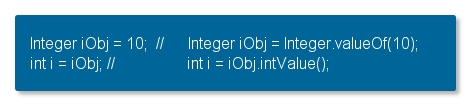 Integer iObj = 10;  //     Integer iObj = Integer.valueOf(10);
int i = iObj; //               int i = iObj.intValue();